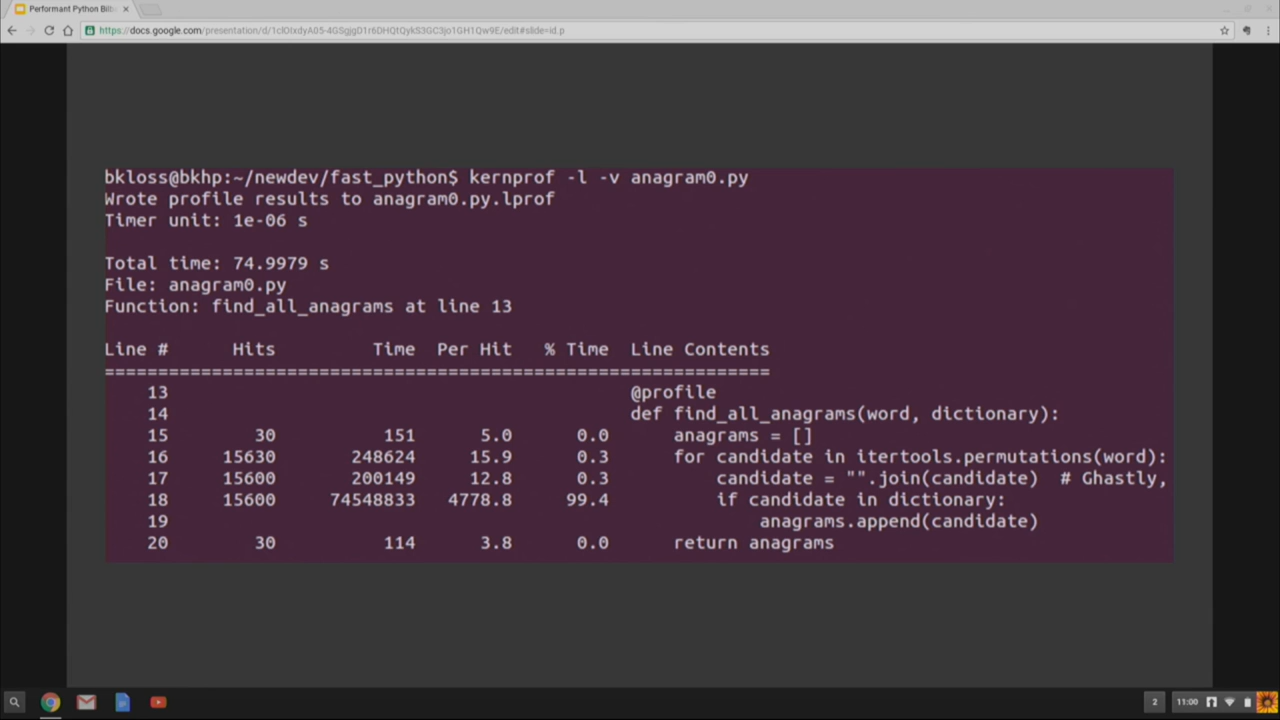 Performant Python Bilt
https://docs.google.com/presentation/d/1clOtxdyA05-4GSgjgD1r6DHQtQykS3GC3jo1GH1Qw9E/edit#slide=id.p
bkloss@bkhp:~/newdev/fast_python$ kernprof -l -v anagram0.py
Wrote profile results to anagram0.py.lprof
Timer unit: 1e-06 s
Total time: 74.9979 s
File: anagram0.py
Function: find_all_anagrams at line 13
Line # Hits Time Per Hit % Time Line Contents
==============================================================
13 @profile
14 def find_all_anagrams(word, dictionary):
15 30 151 5.0 0.0 anagrams = []
16 15630 248624 15.9 0.3 for candidate in itertools.permutations(word):
17 15600 200149 12.8 0.3 candidate = "".join(candidate) # Ghastly,
18 15600 74548833 4778.8 99.4 if candidate in dictionary:
19 anagrams.append(candidate)
20 30 114 3.8 0.0 return anagrams
2 11:00